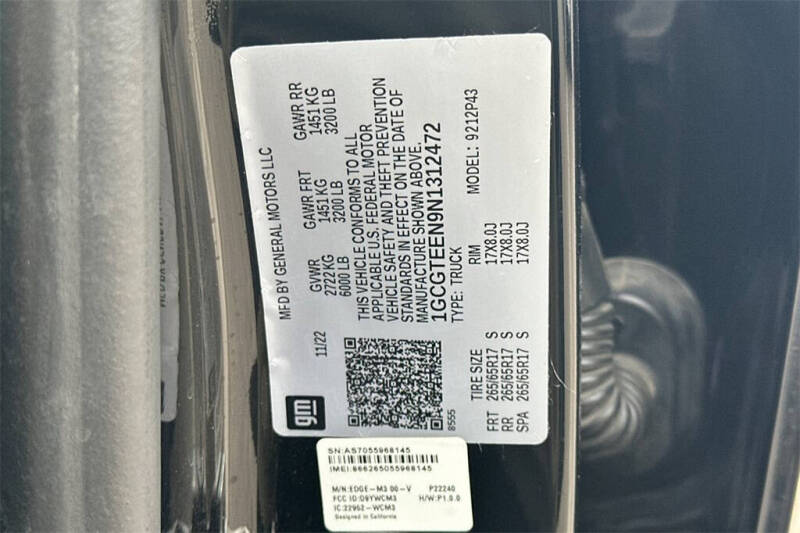 MFD BY GENERAL MOTORS LLC
11/22
GVWR GAWR FRT GAWR RR
2722 KG 1451 KG 1451 KG
6000 LB 3200 LB 3200 LB
THIS VEHICLE CONFORMS TO ALL
APPLICABLE U.S. FEDERAL MOTOR
VEHICLE SAFETY AND THEFT PREVENTION
STANDARDS IN EFFECT ON THE DATE OF
MANUFACTURE SHOWN ABOVE.
1GCGTEEN9N1312472
TYPE: TRUCK MODEL: 9212P43
8555
TIRE SIZE RIM
FRT 265/65R17 S 17X8.0J
RR 265/65R17 S 17X8.0J
SPA 265/65R17 S 17X8.0J
gm
SN:AS7055968145
IMEI:866265055968145
M/N:EDGE-M3 00-V P22240
FCC ID:D9YWCM3 H/W:P1.0.0
IC:22952-WCM3
Designed in California